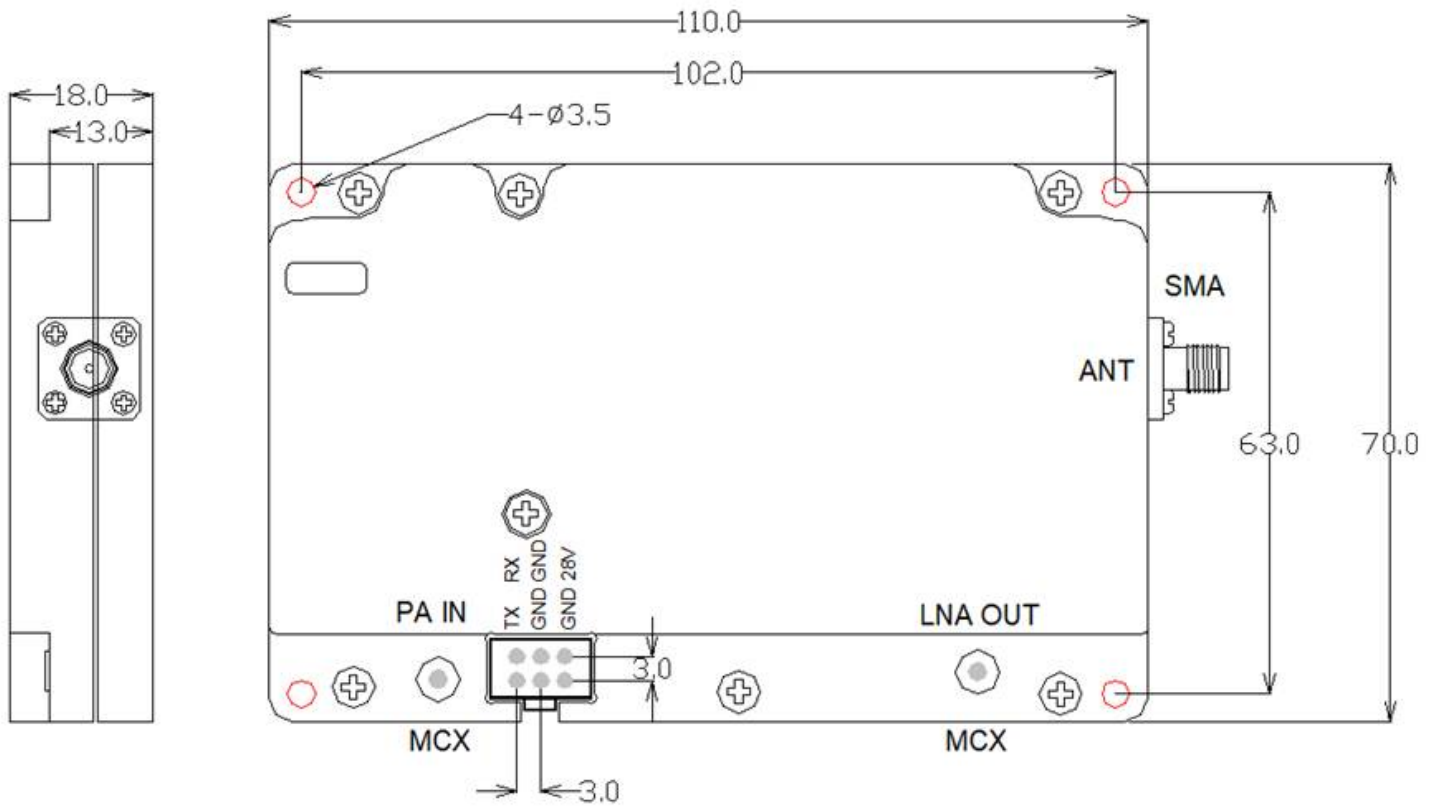 110.0
102.0
18.0
13.0
4-Ø3.5
SMA
ANT
63.0
70.0
TX RX
GND GND
GND 28V
PA IN
LNA OUT
3.0
MCX
MCX
3.0